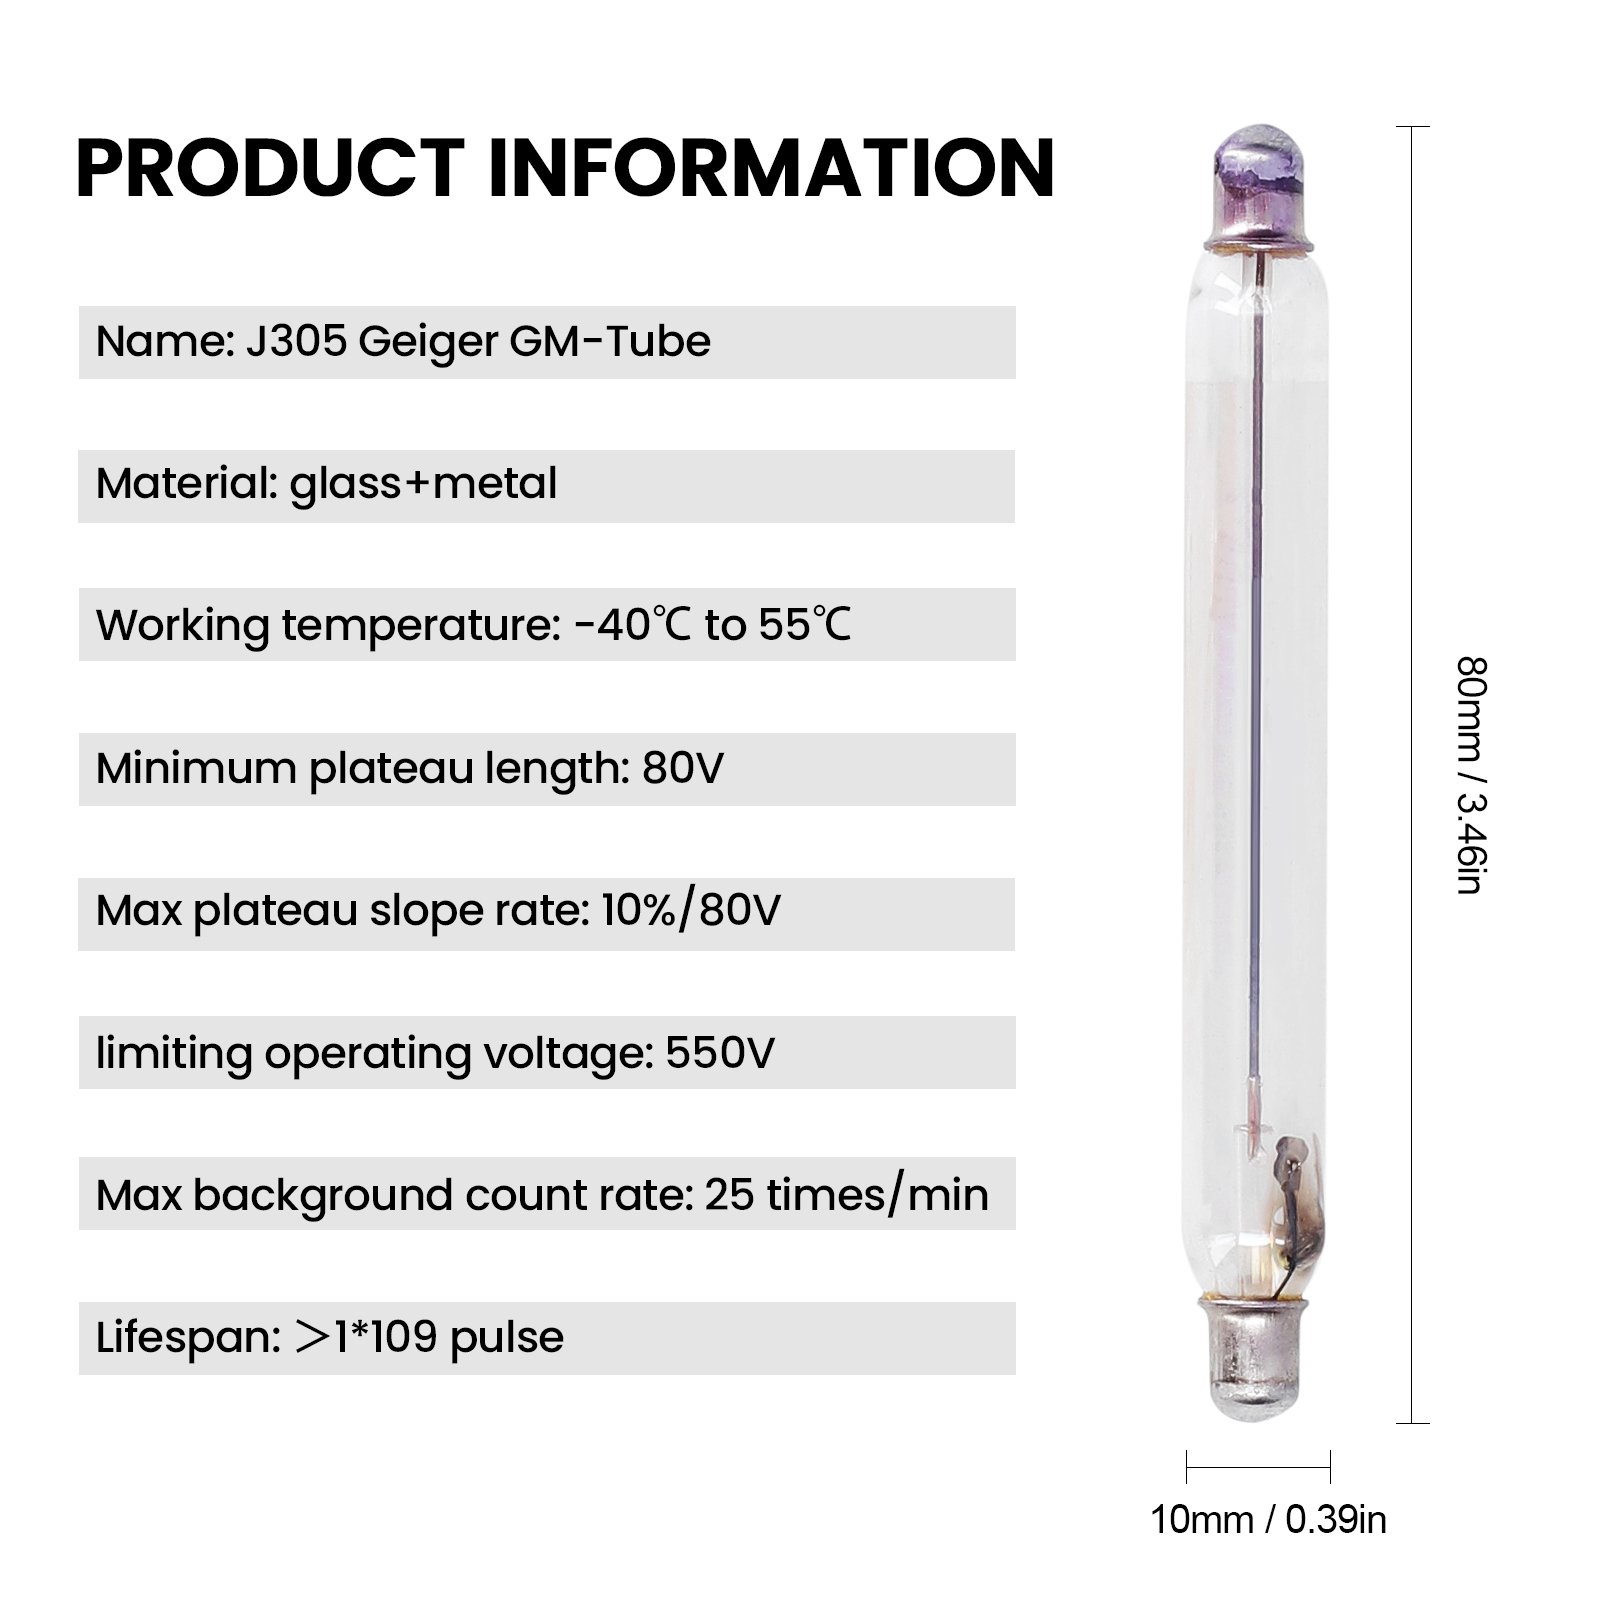 PRODUCT INFORMATION
Name: J305 Geiger GM-Tube
Material: glass+metal
Working temperature: -40℃ to 55℃
Minimum plateau length: 80V
Max plateau slope rate: 10%/80V
limiting operating voltage: 550V
Max background count rate: 25 times/min
Lifespan: ＞1*109 pulse
80mm / 3.46in
10mm / 0.39in